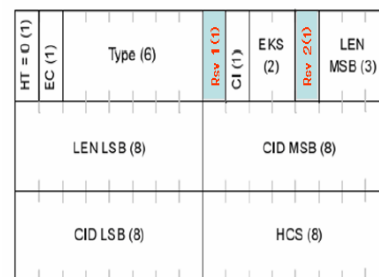 HT = 0 (1)
EC (1)
Type (6)
Rsv 1 (1)
CI (1)
EKS
(2)
Rsv 2 (1)
LEN
MSB (3)
LEN LSB (8)
CID MSB (8)
CID LSB (8)
HCS (8)